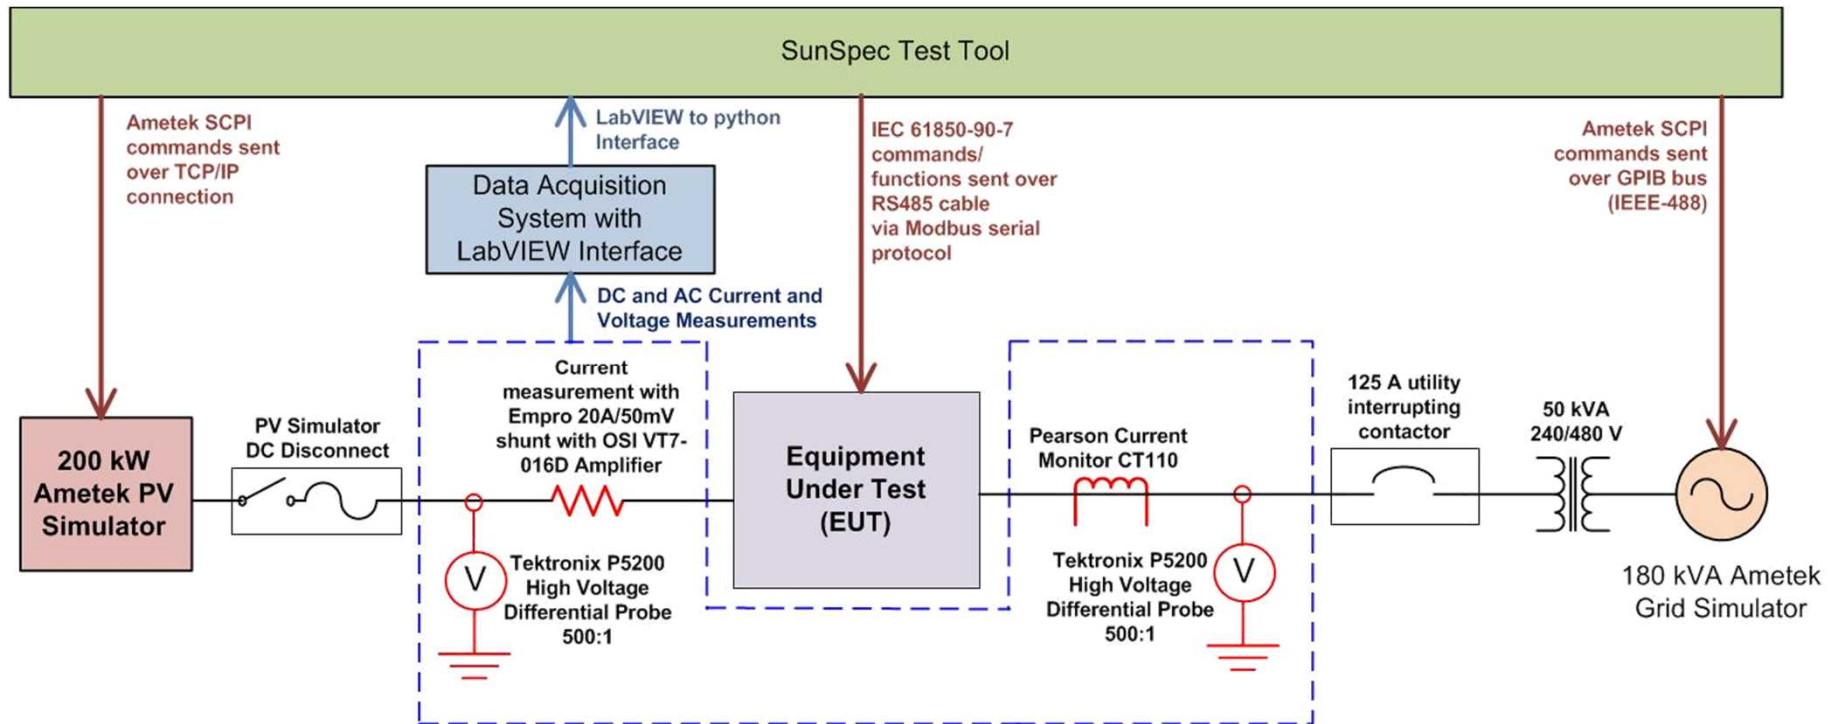 SunSpec Test Tool
Ametek SCPI
commands sent
over TCP/IP
connection
LabVIEW to python
Interface
IEC 61850-90-7
commands/
functions sent over
RS485 cable
via Modbus serial
protocol
Ametek SCPI
commands sent
over GPIB bus
(IEEE-488)
Data Acquisition
System with
LabVIEW Interface
DC and AC Current and
Voltage Measurements
200 kW
Ametek PV
Simulator
PV Simulator
DC Disconnect
Current
measurement with
Empro 20A/50mV
shunt with OSI VT7-
016D Amplifier
V
Tektronix P5200
High Voltage
Differential Probe
500:1
Equipment
Under Test
(EUT)
Pearson Current
Monitor CT110
Tektronix P5200
High Voltage
Differential Probe
500:1
V
125 A utility
interrupting
contactor
50 kVA
240/480 V
180 kVA Ametek
Grid Simulator